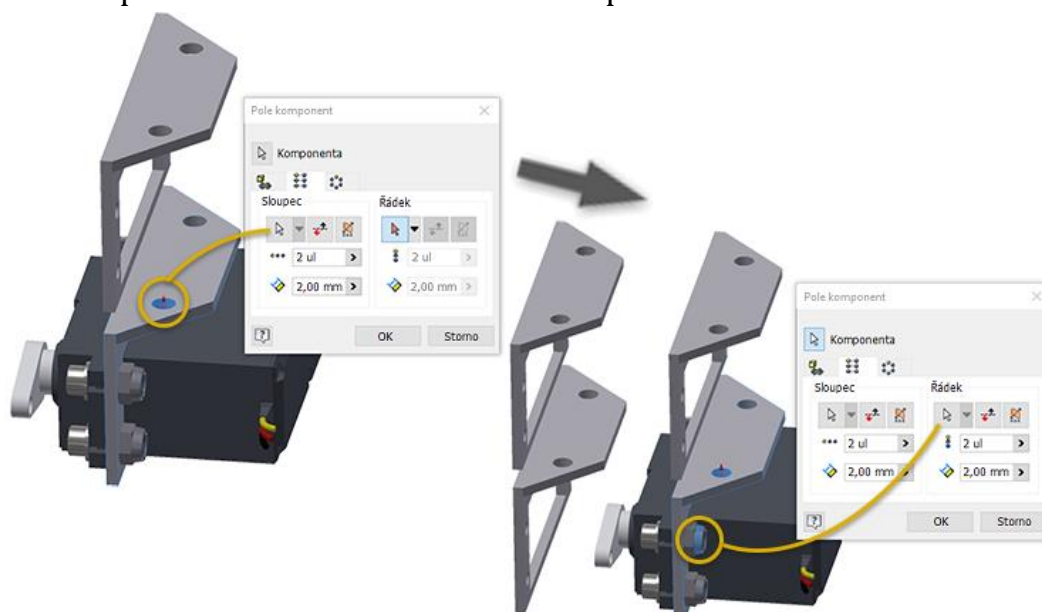 Pole komponent
Komponenta
Sloupec
Řádek
2 ul
2 ul
2,00 mm
2,00 mm
OK
Storno
Pole komponent
Komponenta
Sloupec
Řádek
2 ul
2 ul
2,00 mm
2,00 mm
OK
Storno